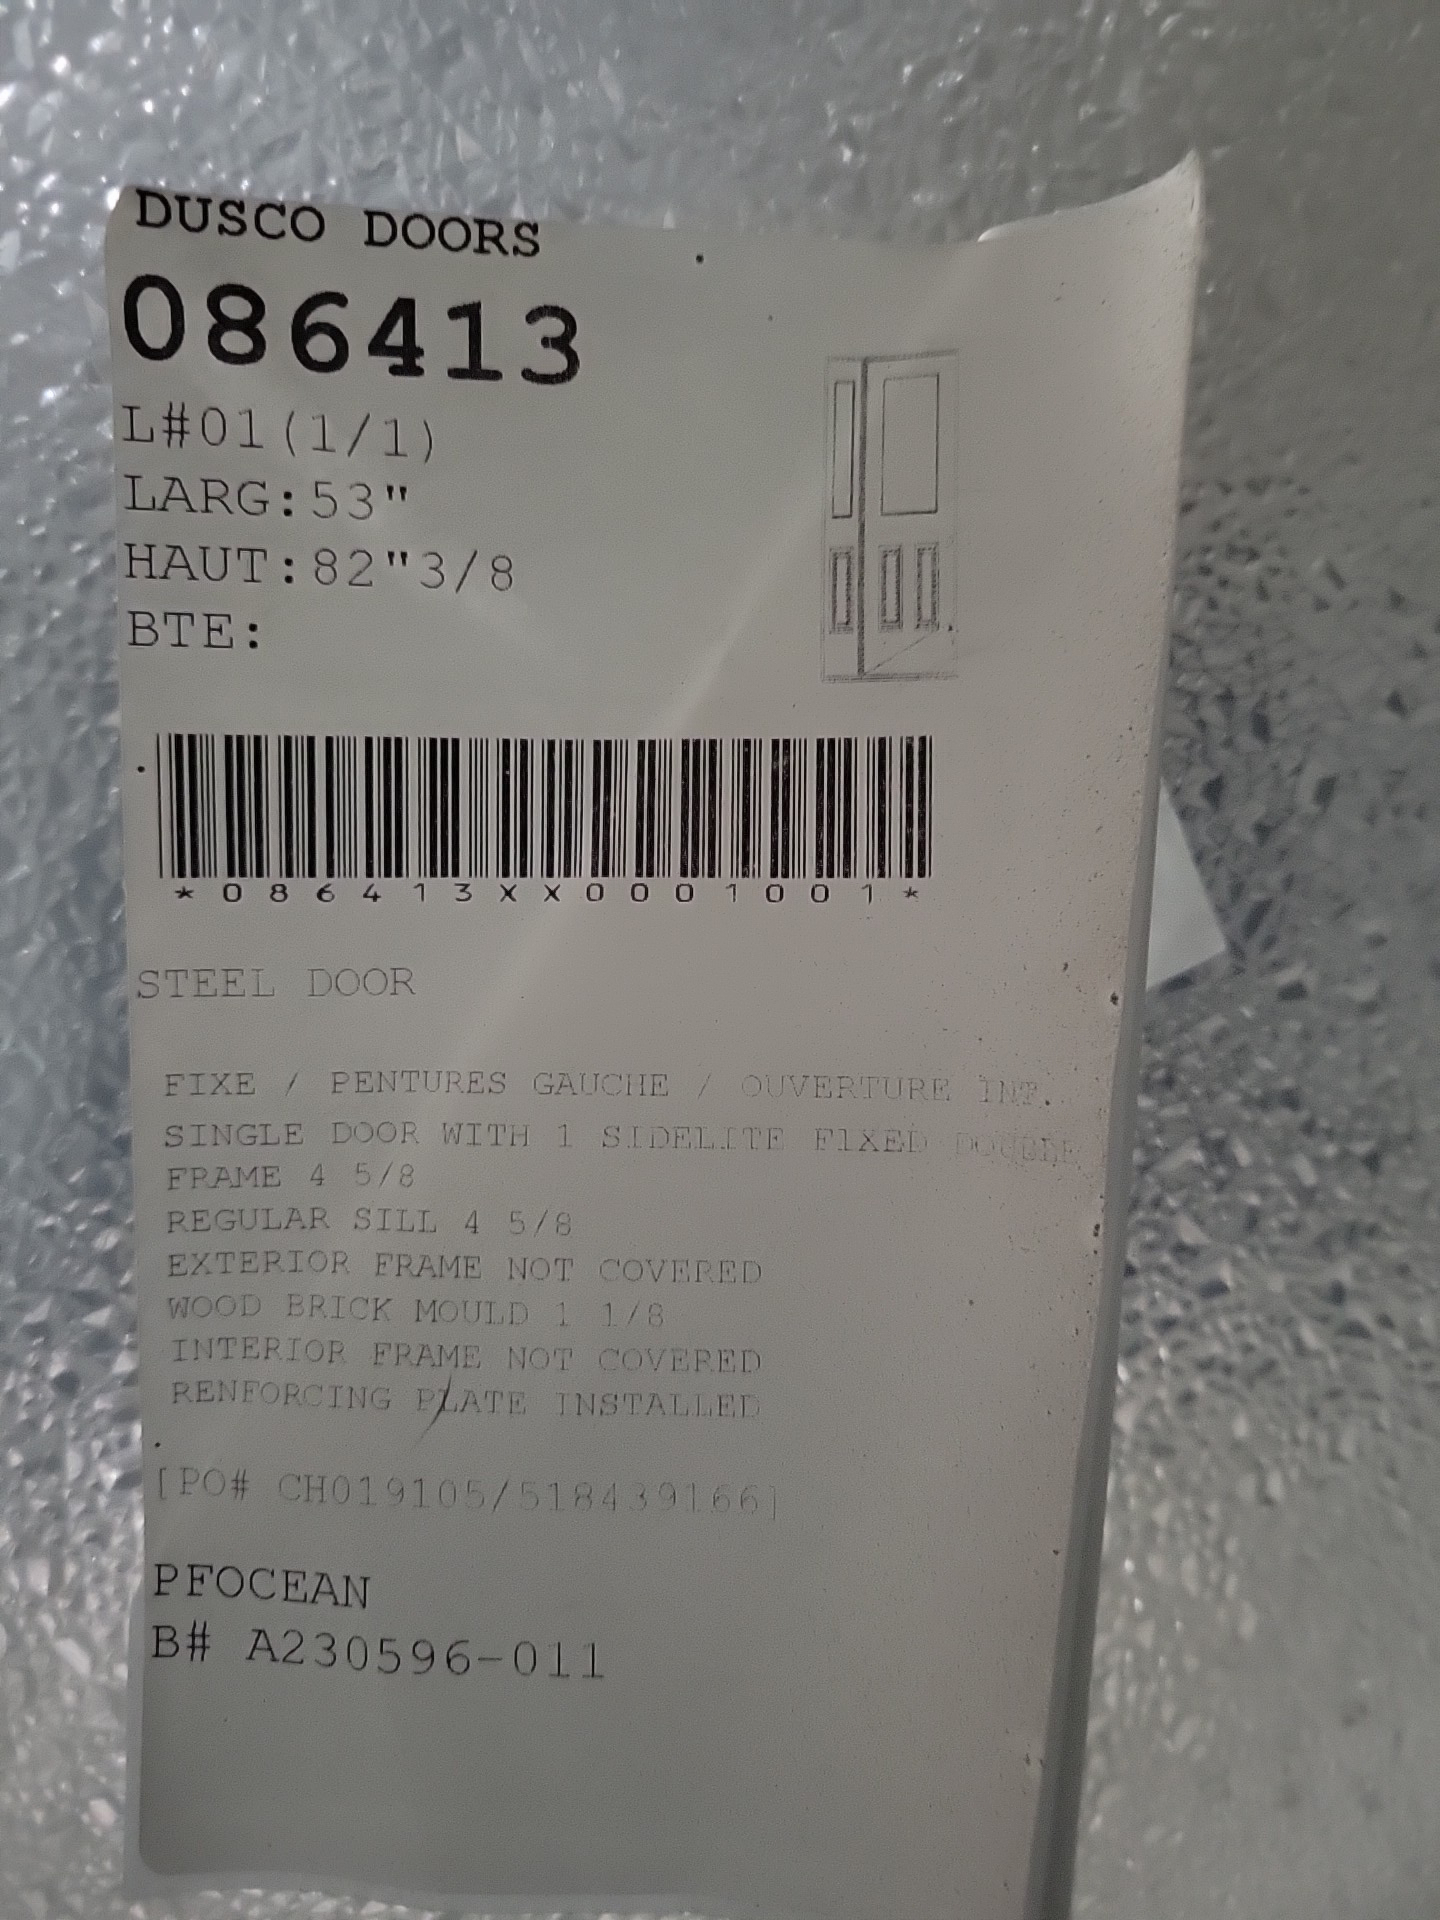 DUSCO DOORS
086413
L#01(1/1)
LARG:53"
HAUT:82"3/8
BTE:
*086413XX0001001*
STEEL DOOR
FIXE / PENTURES GAUCHE / OUVERTURE INT.
SINGLE DOOR WITH 1 SIDELITE FIXED DOUBLE
FRAME 4 5/8
REGULAR SILL 4 5/8
EXTERIOR FRAME NOT COVERED
WOOD BRICK MOULD 1 1/8
INTERIOR FRAME NOT COVERED
RENFORCING PLATE INSTALLED
[PO# CH019105/518439166]
PFOCEAN
B# A230596-011